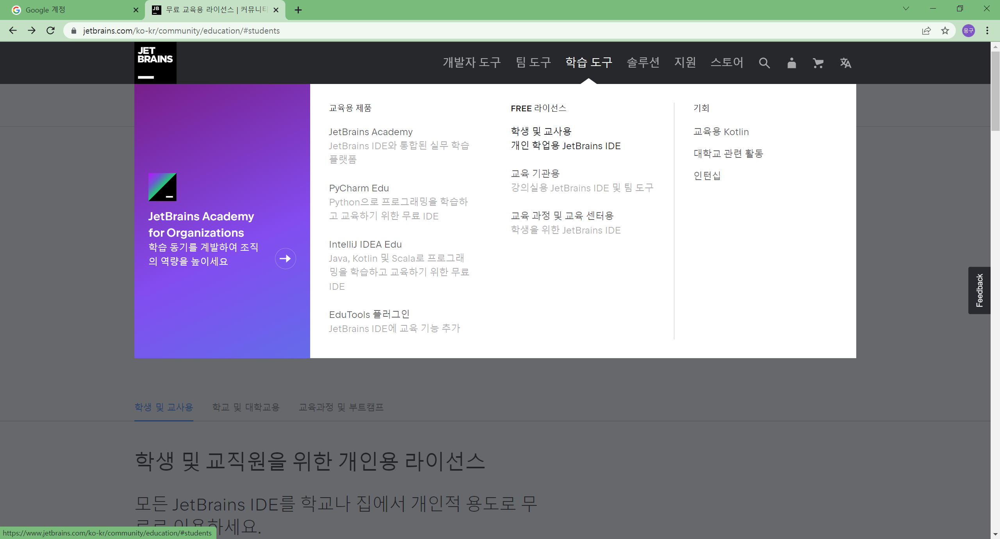 Google 계정
무료 교육용 라이선스 | 커뮤니티
jetbrains.com/ko-kr/community/education/#students
응구
JET
BRAINS
개발자 도구
팀 도구
학습 도구
솔루션
지원
스토어
JetBrains Academy
for Organizations
학습 동기를 계발하여 조직
의 역량을 높이세요
교육용 제품
JetBrains Academy
JetBrains IDE와 통합된 실무 학습
플랫폼
PyCharm Edu
Python으로 프로그래밍을 학습하
고 교육하기 위한 무료 IDE
IntelliJ IDEA Edu
Java, Kotlin 및 Scala로 프로그래
밍을 학습하고 교육하기 위한 무료
IDE
EduTools 플러그인
JetBrains IDE에 교육 기능 추가
FREE 라이선스
학생 및 교사용
개인 학업용 JetBrains IDE
교육 기관용
강의실용 JetBrains IDE 및 팀 도구
교육 과정 및 교육 센터용
학생을 위한 JetBrains IDE
기회
교육용 Kotlin
대학교 관련 활동
인턴십
Feedback
학생 및 교사용
학교 및 대학교용
교육과정 및 부트캠프
학생 및 교직원을 위한 개인용 라이선스
모든 JetBrains IDE를 학교나 집에서 개인적 용도로 무
료로 이용하세요.
https://www.jetbrains.com/ko-kr/community/education/#students